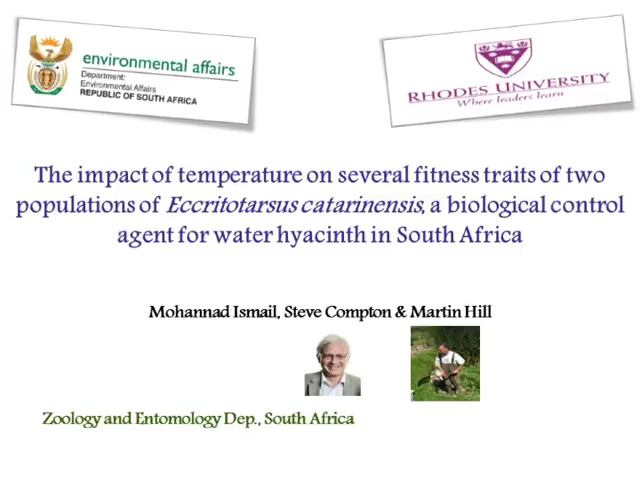 environmental affairs
Department:
Environmental Affairs
REPUBLIC OF SOUTH AFRICA
RHODES UNIVERSITY
Where leaders learn
The impact of temperature on several fitness traits of two
populations of Eccritotarsus catarinensis, a biological control
agent for water hyacinth in South Africa
Mohannad Ismail, Steve Compton & Martin Hill
Zoology and Entomology Dep., South Africa